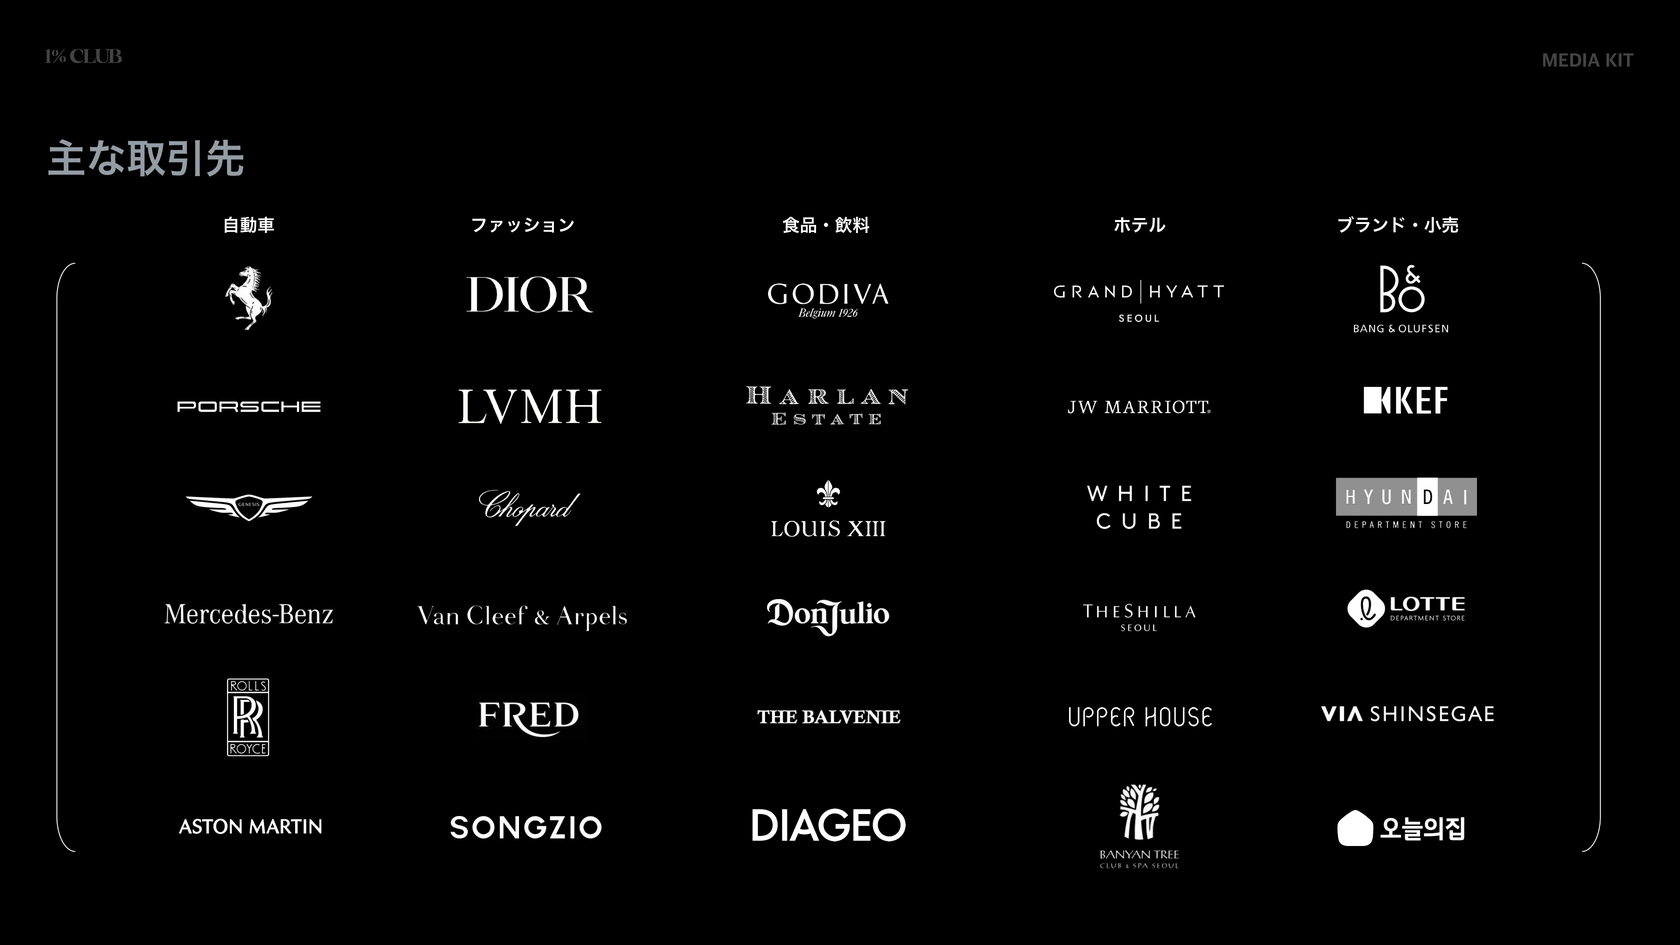 1% CLUB
MEDIA KIT
主な取引先
自動車
ファッション
食品・飲料
ホテル
ブランド・小売
DIOR
GODIVA
Belgium 1926
GRAND | HYATT
SEOUL
B&O
BANG & OLUFSEN
PORSCHE
LVMH
HARLAN
ESTATE
JW MARRIOTT®
KEF
GENESIS
Chopard
LOUIS XIII
WHITE
CUBE
HYUNDAI
DEPARTMENT STORE
Mercedes-Benz
Van Cleef & Arpels
DonJulio
THE SHILLA
SEOUL
LOTTE
DEPARTMENT STORE
ROLLS
RR
ROYCE
FRED
THE BALVENIE
UPPER HOUSE
VIA SHINSEGAE
ASTON MARTIN
SONGZIO
DIAGEO
BANYAN TREE
CLUB & SPA SEOUL
오늘의집